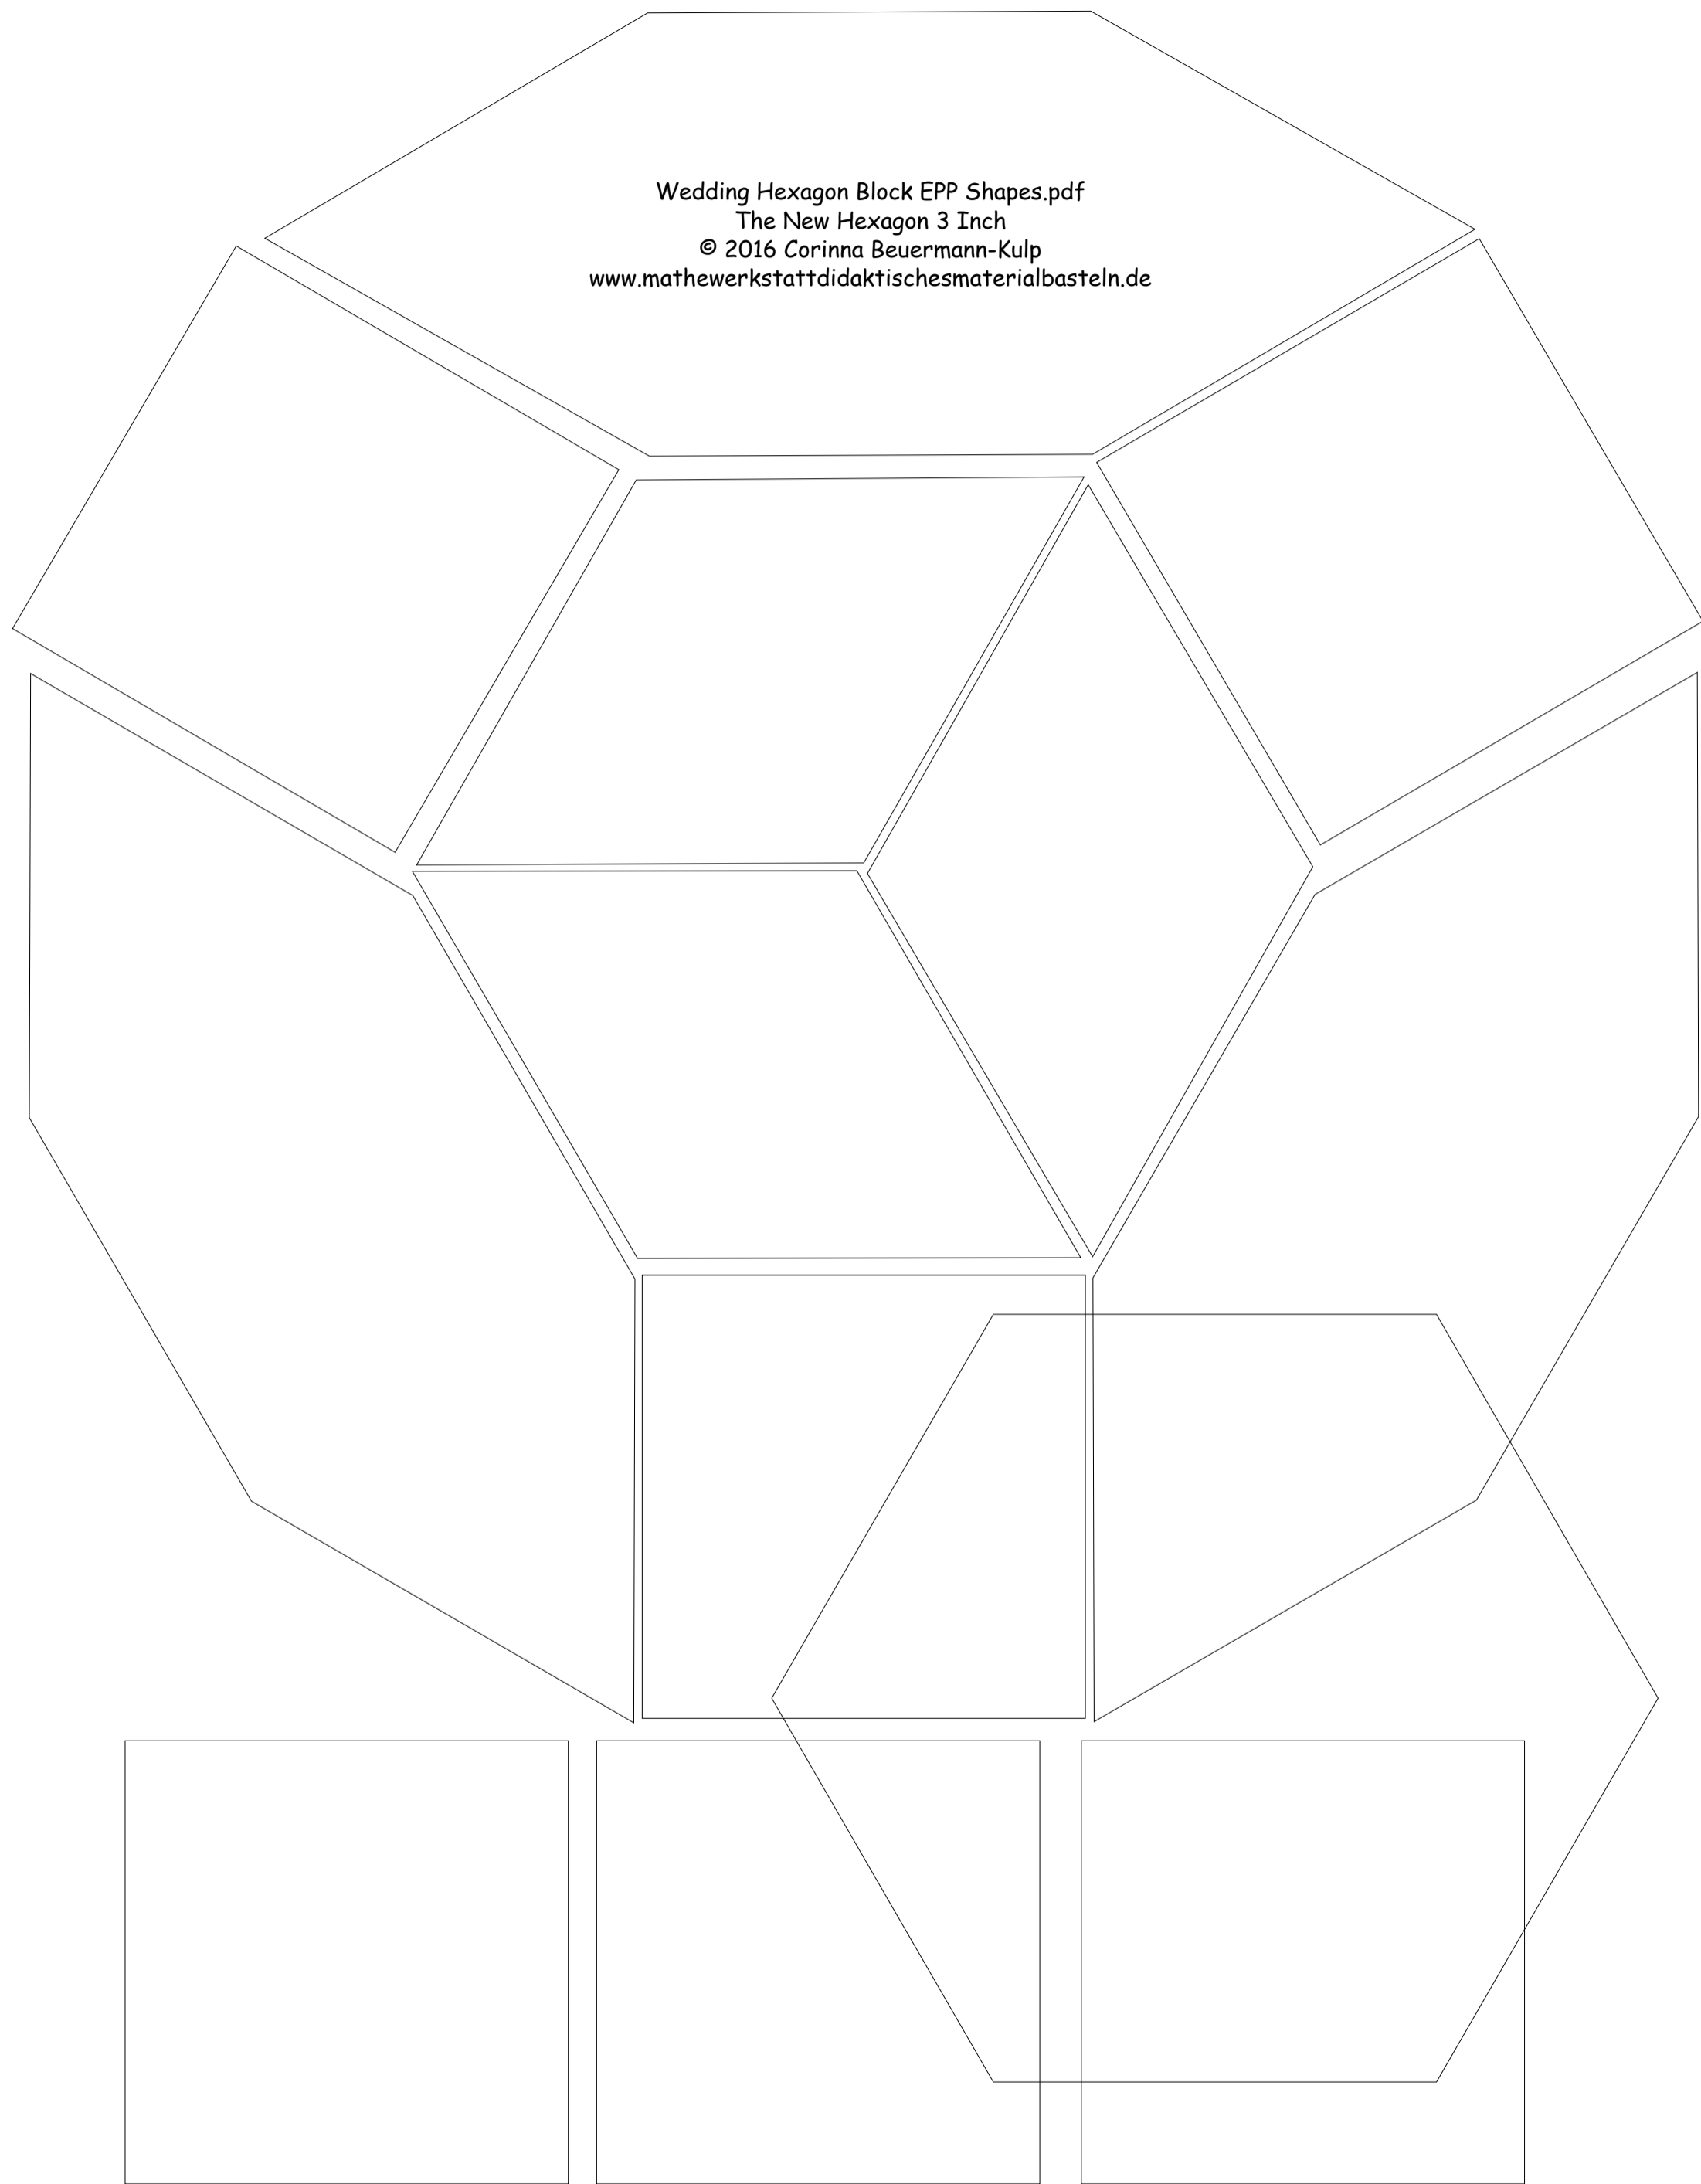 Wedding Hexagon Block EPP Shapes.pdf
The New Hexagon 3 Inch
© 2016 Corinna Beuermann-Kulp
www.mathewerkstattdidaktischesmaterialbasteln.de